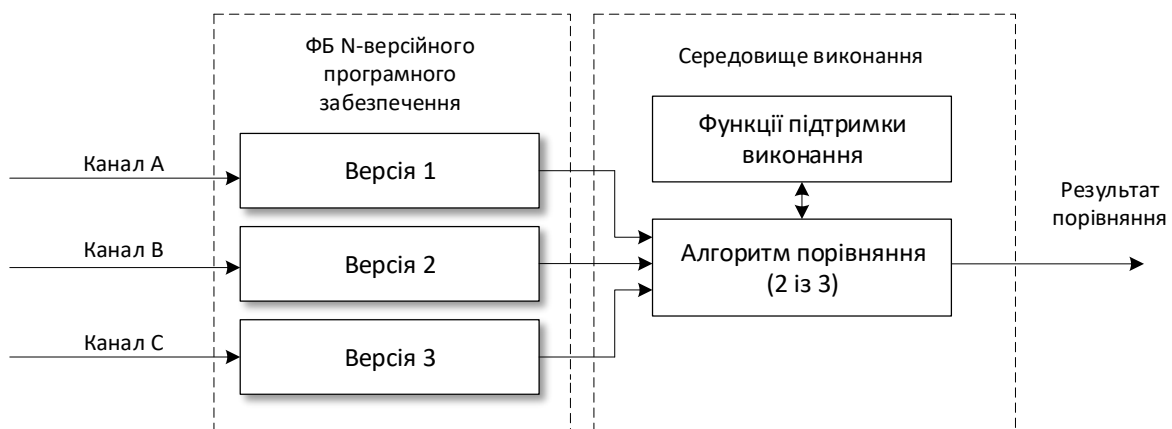 ФБ N-версійного
програмного
забезпечення
Середовище виконання
Функції підтримки
виконання
Канал А
Версія 1
Результат
порівняння
Канал В
Версія 2
Алгоритм порівняння
(2 із 3)
Канал С
Версія 3